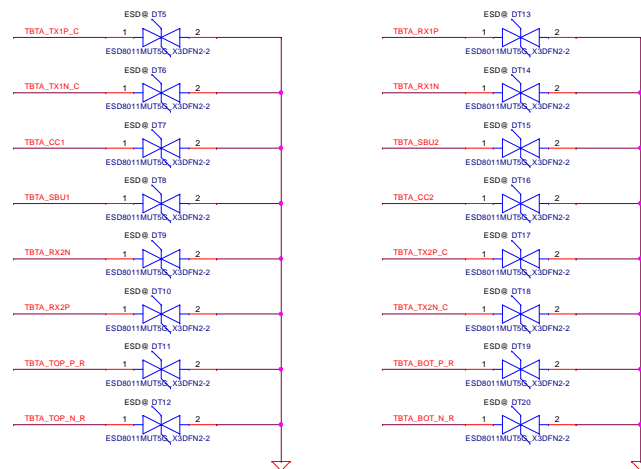 ESD@ DT5
TBTA_TX1P_C 1 2
ESD8011MUT5G_X3DFN2-2
ESD@ DT6
TBTA_TX1N_C 1 2
ESD8011MUT5G_X3DFN2-2
ESD@ DT7
TBTA_CC1 1 2
ESD8011MUT5G_X3DFN2-2
ESD@ DT8
TBTA_SBU1 1 2
ESD8011MUT5G_X3DFN2-2
ESD@ DT9
TBTA_RX2N 1 2
ESD8011MUT5G_X3DFN2-2
ESD@ DT10
TBTA_RX2P 1 2
ESD8011MUT5G_X3DFN2-2
ESD@ DT11
TBTA_TOP_P_R 1 2
ESD8011MUT5G_X3DFN2-2
ESD@ DT12
TBTA_TOP_N_R 1 2
ESD8011MUT5G_X3DFN2-2
ESD@ DT13
TBTA_RX1P 1 2
ESD8011MUT5G_X3DFN2-2
ESD@ DT14
TBTA_RX1N 1 2
ESD8011MUT5G_X3DFN2-2
ESD@ DT15
TBTA_SBU2 1 2
ESD8011MUT5G_X3DFN2-2
ESD@ DT16
TBTA_CC2 1 2
ESD8011MUT5G_X3DFN2-2
ESD@ DT17
TBTA_TX2P_C 1 2
ESD8011MUT5G_X3DFN2-2
ESD@ DT18
TBTA_TX2N_C 1 2
ESD8011MUT5G_X3DFN2-2
ESD@ DT19
TBTA_BOT_P_R 1 2
ESD8011MUT5G_X3DFN2-2
ESD@ DT20
TBTA_BOT_N_R 1 2
ESD8011MUT5G_X3DFN2-2